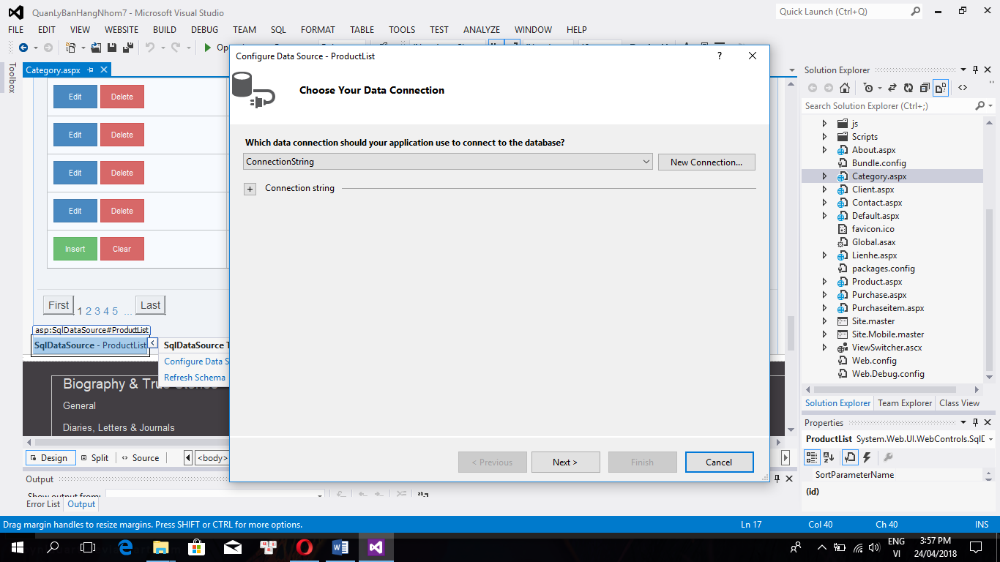 QuanLyBanHangNhom7 - Microsoft Visual Studio
Quick Launch (Ctrl+Q)
FILE EDIT VIEW WEBSITE BUILD DEBUG TEAM SQL FORMAT TABLE TOOLS TEST ANALYZE WINDOW HELP
Toolbox
Category.aspx
Edit Delete
Edit Delete
Edit Delete
Edit Delete
Insert Clear
First 1 2 3 4 5 ... Last
asp:SqlDataSource#ProductList
SqlDataSource - ProductList
SqlDataSource
Configure Data S
Refresh Schema
Biography & True Stories
General
Diaries, Letters & Journals
Design Split Source <body>
Output
Show output from:
Error List Output
Configure Data Source - ProductList
?
Choose Your Data Connection
Which data connection should your application use to connect to the database?
ConnectionString
New Connection...
+ Connection string
< Previous Next > Finish Cancel
Solution Explorer
Search Solution Explorer (Ctrl+;)
js
Scripts
About.aspx
Bundle.config
Category.aspx
Client.aspx
Contact.aspx
Default.aspx
favicon.ico
Global.asax
Lienhe.aspx
packages.config
Product.aspx
Purchase.aspx
Purchaseitem.aspx
Site.master
Site.Mobile.master
ViewSwitcher.ascx
Web.config
Web.Debug.config
Solution Explorer Team Explorer Class View
Properties
ProductList System.Web.UI.WebControls.SqlD
SortParameterName
(id)
Drag margin handles to resize margins. Press SHIFT or CTRL for more options.
Ln 17 Col 40 Ch 40 INS
ENG
VI
3:57 PM
24/04/2018